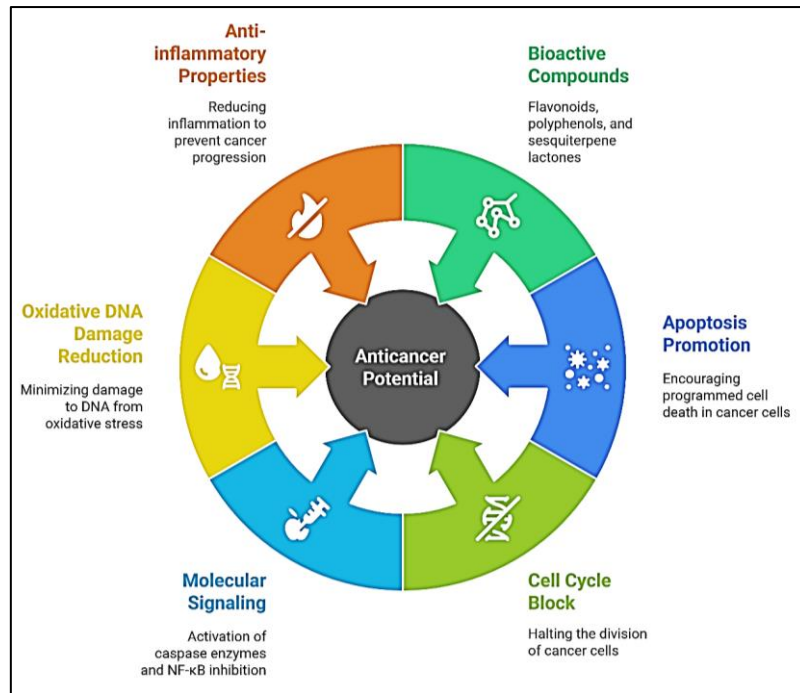 Anti-
inflammatory
Properties
Reducing
inflammation to
prevent cancer
progression
Bioactive
Compounds
Flavonoids,
polyphenols, and
sesquiterpene
lactones
Oxidative DNA
Damage
Reduction
Minimizing damage
to DNA from
oxidative stress
Anticancer
Potential
Apoptosis
Promotion
Encouraging
programmed cell
death in cancer cells
Molecular
Signaling
Activation of
caspase enzymes
and NF-κB inhibition
Cell Cycle
Block
Halting the division
of cancer cells